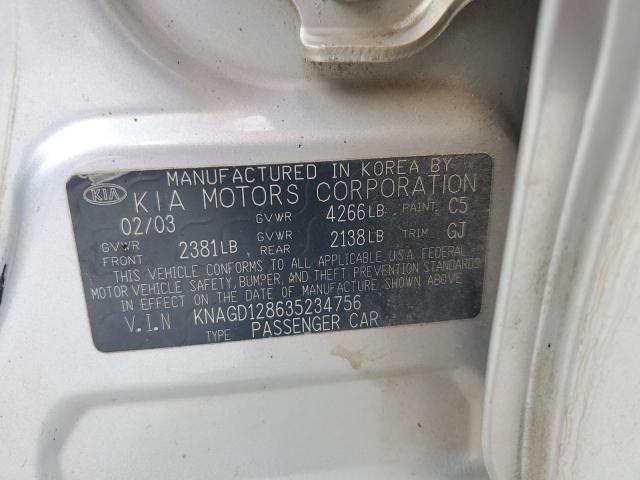 MANUFACTURED IN KOREA BY
KIA KIA MOTORS CORPORATION
02/03 GVWR 4266LB PAINT C5
GVWR FRONT 2381LB GVWR REAR 2138LB TRIM GJ
THIS VEHICLE CONFORMS TO ALL APPLICABLE U.S.A. FEDERAL
MOTOR VEHICLE SAFETY, BUMPER, AND THEFT PREVENTION STANDARDS
IN EFFECT ON THE DATE OF MANUFACTURE SHOWN ABOVE
V.I.N KNAGD128635234756
TYPE PASSENGER CAR